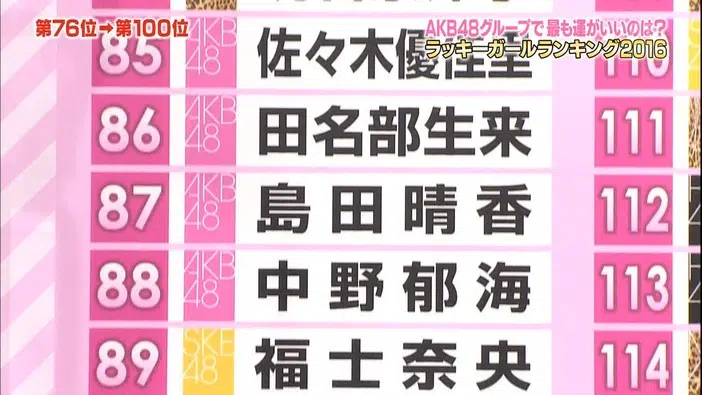 第76位→第100位
AKB48グループで最も運がいいのは?
ラッキーガールランキング2016
85 AKB48 佐々木優佳里 110
86 AKB48 田名部生来 111
87 AKB48 島田晴香 112
88 AKB48 中野郁海 113
89 SKE48 福士奈央 114